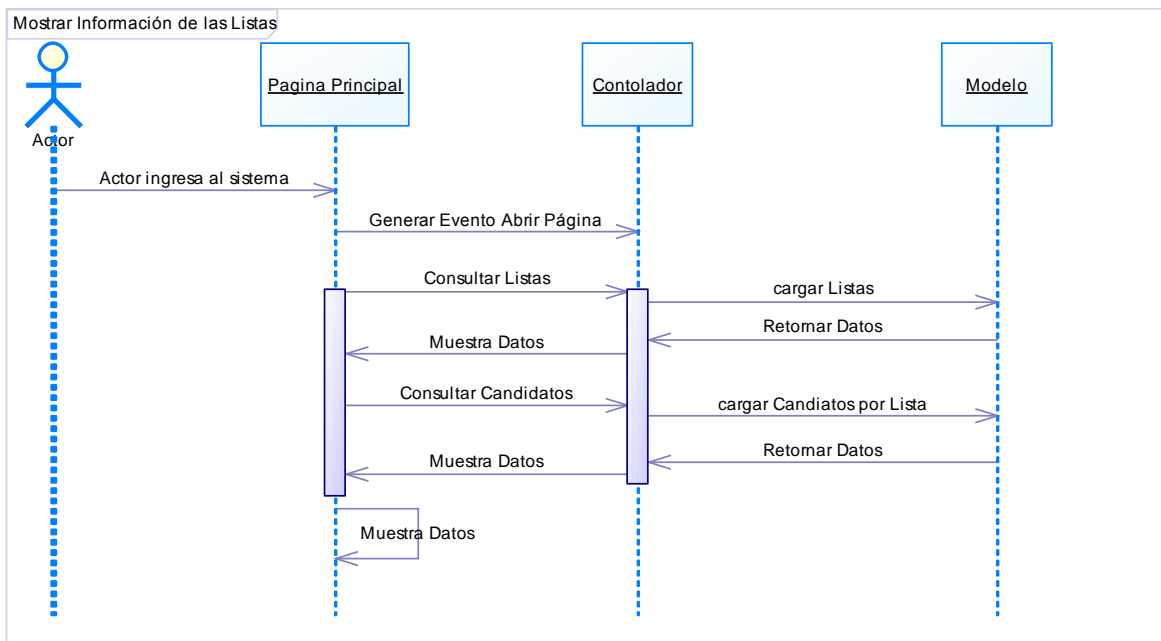 Mostrar Información de las Listas
Actor
Pagina Principal
Contolador
Modelo
Actor ingresa al sistema
Generar Evento Abrir Página
Consultar Listas
cargar Listas
Retornar Datos
Muestra Datos
Consultar Candidatos
cargar Candiatos por Lista
Retornar Datos
Muestra Datos
Muestra Datos